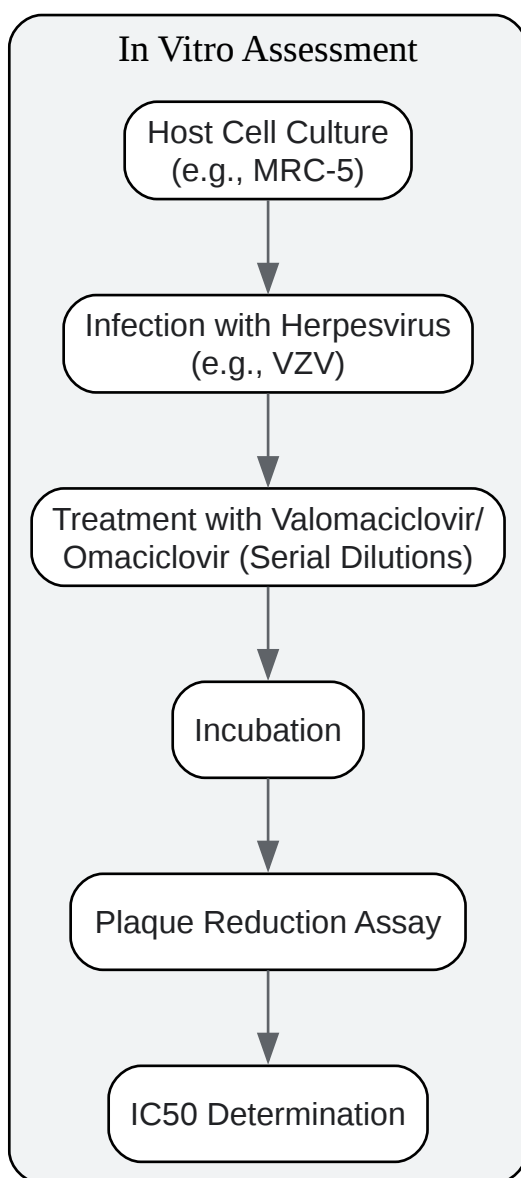 In Vitro Assessment
Host Cell Culture
(e.g., MRC-5)
Infection with Herpesvirus
(e.g., VZV)
Treatment with Valomaciclovir/
Omaciclovir (Serial Dilutions)
Incubation
Plaque Reduction Assay
IC50 Determination